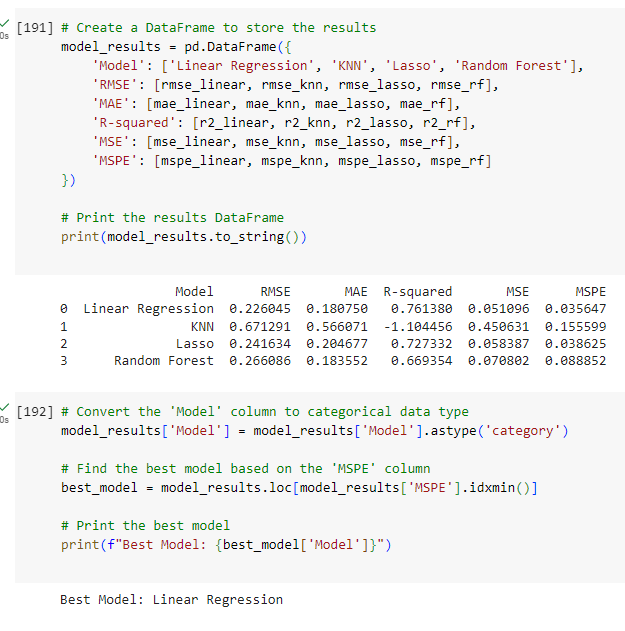 [191] # Create a DataFrame to store the results
0s
model_results = pd.DataFrame({
    'Model': ['Linear Regression', 'KNN', 'Lasso', 'Random Forest'],
    'RMSE': [rmse_linear, rmse_knn, rmse_lasso, rmse_rf],
    'MAE': [mae_linear, mae_knn, mae_lasso, mae_rf],
    'R-squared': [r2_linear, r2_knn, r2_lasso, r2_rf],
    'MSE': [mse_linear, mse_knn, mse_lasso, mse_rf],
    'MSPE': [mspe_linear, mspe_knn, mspe_lasso, mspe_rf]
})
# Print the results DataFrame
print(model_results.to_string())
Model RMSE MAE R-squared MSE MSPE
0 Linear Regression 0.226045 0.180750 0.761380 0.051096 0.035647
1 KNN 0.671291 0.566071 -1.104456 0.450631 0.155599
2 Lasso 0.241634 0.204677 0.727332 0.058387 0.038625
3 Random Forest 0.266086 0.183552 0.669354 0.070802 0.088852
[192] # Convert the 'Model' column to categorical data type
0s
model_results['Model'] = model_results['Model'].astype('category')
# Find the best model based on the 'MSPE' column
best_model = model_results.loc[model_results['MSPE'].idxmin()]
# Print the best model
print(f"Best Model: {best_model['Model']}")
Best Model: Linear Regression